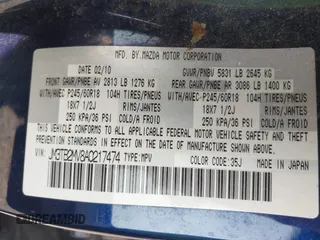 MFD. BY: MAZDA MOTOR CORPORATION
DATE 02/10 GVWR/PNBV 5831 LB 2645 KG
FRONT GAWR/PNBE AV 2813 LB 1276 KG REAR GAWR/PNBE AR 3086 LB 1400 KG
WITH/AVEC P245/60R18 104H TIRES/PNEUS WITH/AVEC P245/60R18 104H TIRES/PNEUS
18X7 1/2J RIMS/JANTES 18X7 1/2J RIMS/JANTES
250 KPA/36 PSI COLD/FROID 250 KPA/36 PSI COLD/FROID
THIS VEHICLE CONFORMS TO ALL APPLICABLE FEDERAL MOTOR
VEHICLE SAFETY STANDARDS IN EFFECT ON THE DATE OF
MANUFACTURE SHOWN ABOVE.
JM3TB2MV8A0217474 TYPE:MPV
COLOR: 35J MADE IN JAPAN
DREAMBID